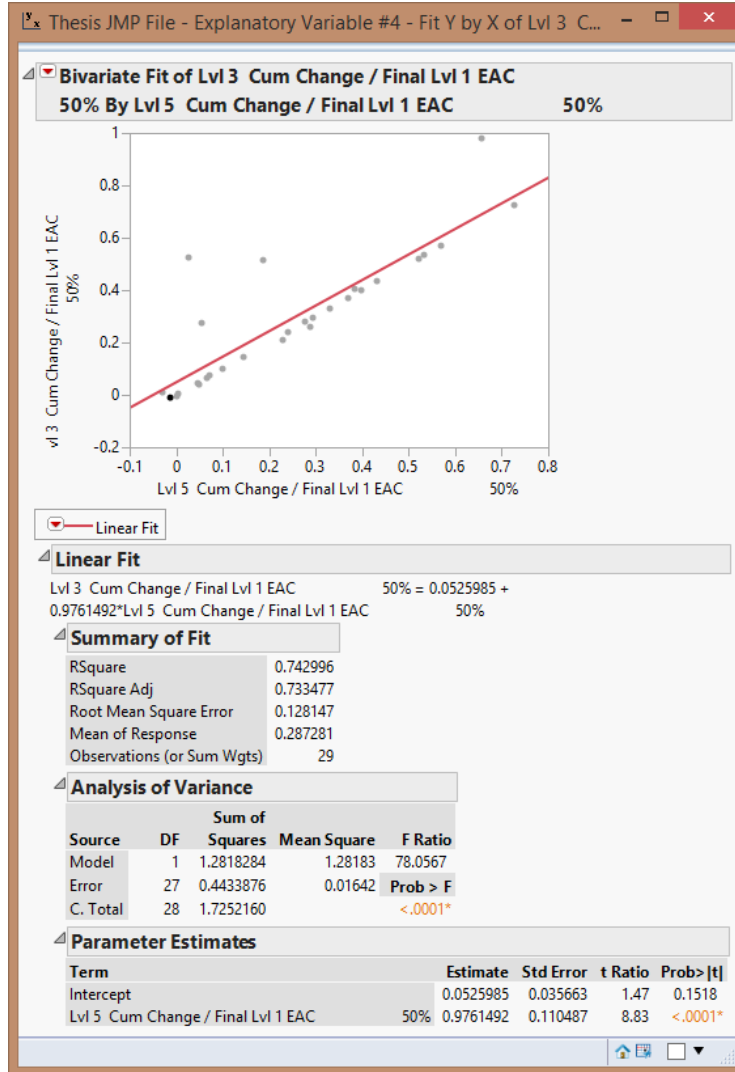 Thesis JMP File - Explanatory Variable #4 - Fit Y by X of Lvl 3 C...
Bivariate Fit of Lvl 3 Cum Change / Final Lvl 1 EAC
50% By Lvl 5 Cum Change / Final Lvl 1 EAC 50%
vl 3 Cum Change / Final Lvl 1 EAC
50%
1
0.8
0.6
0.4
0.2
0
-0.2
-0.1 0 0.1 0.2 0.3 0.4 0.5 0.6 0.7 0.8
Lvl 5 Cum Change / Final Lvl 1 EAC 50%
Linear Fit
Linear Fit
Lvl 3 Cum Change / Final Lvl 1 EAC 50% = 0.0525985 +
0.9761492*Lvl 5 Cum Change / Final Lvl 1 EAC 50%
Summary of Fit
RSquare 0.742996
RSquare Adj 0.733477
Root Mean Square Error 0.128147
Mean of Response 0.287281
Observations (or Sum Wgts) 29
Analysis of Variance
Sum of
Source DF Squares Mean Square F Ratio
Model 1 1.2818284 1.28183 78.0567
Error 27 0.4433876 0.01642 Prob > F
C. Total 28 1.7252160 <.0001*
Parameter Estimates
Term Estimate Std Error t Ratio Prob>|t|
Intercept 0.0525985 0.035663 1.47 0.1518
Lvl 5 Cum Change / Final Lvl 1 EAC 50% 0.9761492 0.110487 8.83 <.0001*